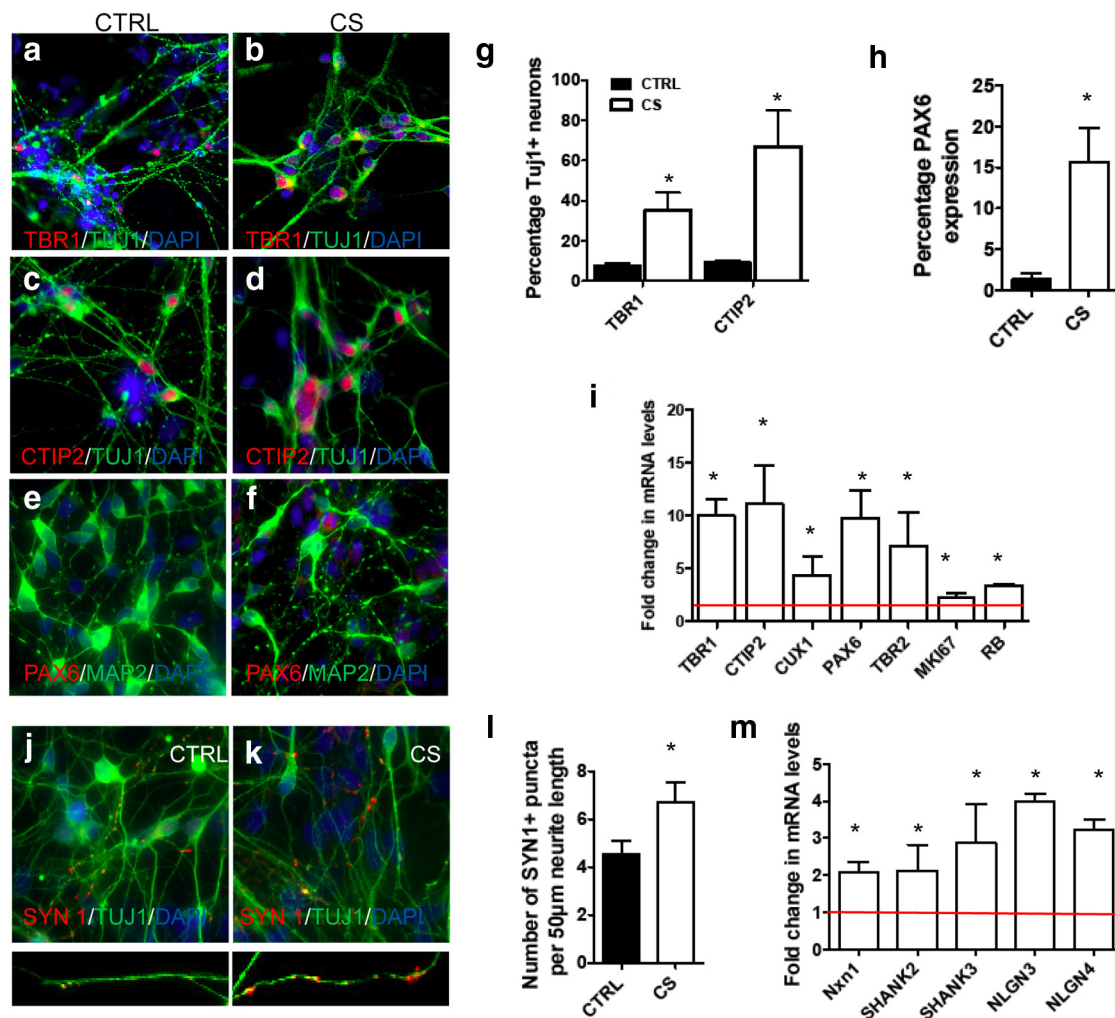 CTRL
CS
a
TBR1/TUJ1/DAPI
b
TBR1/TUJ1/DAPI
c
CTIP2/TUJ1/DAPI
d
CTIP2/TUJ1/DAPI
e
PAX6/MAP2/DAPI
f
PAX6/MAP2/DAPI
g
Percentage Tuj1+ neurons
100
80
60
40
20
0
CTRL
CS
*
*
TBR1
CTIP2
h
Percentage PAX6
expression
25
20
15
10
5
0
*
CTRL
CS
i
Fold change in mRNA levels
20
15
10
5
0
*
*
*
*
*
*
*
TBR1
CTIP2
CUX1
PAX6
TBR2
MKI67
RB
j
CTRL
SYN 1/TUJ1/DAPI
k
CS
SYN 1/TUJ1/DAPI
l
Number of SYN1+ puncta
per 50µm neurite length
8
6
4
2
0
*
CTRL
CS
m
Fold change in mRNA levels
5
4
3
2
1
0
*
*
*
*
*
Nxn1
SHANK2
SHANK3
NLGN3
NLGN4